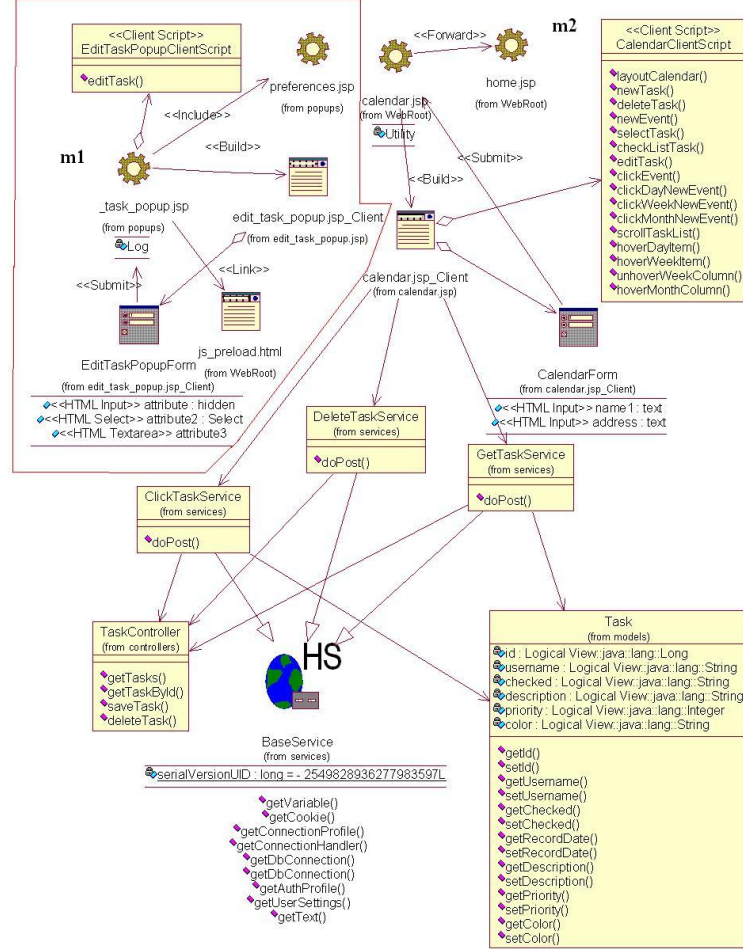 <<Client Script>>
EditTaskPopupClientScript
editTask()
<<Include>>
preferences.jsp
(from popups)
m1
<<Build>>
_task_popup.jsp
(from popups)
Log
edit_task_popup.jsp_Client
(from edit_task_popup.jsp)
<<Submit>>
<<Link>>
EditTaskPopupForm
(from edit_task_popup.jsp_Client)
js_preload.html
(from WebRoot)
<<HTML Input>> attribute : hidden
<<HTML Select>> attribute2 : Select
<<HTML Textarea>> attribute3
m2
<<Forward>>
home.jsp
(from WebRoot)
calendar.jsp
(from WebRoot)
Utility
<<Submit>>
<<Build>>
calendar.jsp_Client
(from calendar.jsp)
<<Client Script>>
CalendarClientScript
layoutCalendar()
newTask()
deleteTask()
newEvent()
selectTask()
checkListTask()
editTask()
clickEvent()
clickDayNewEvent()
clickWeekNewEvent()
clickMonthNewEvent()
scrollTaskList()
hoverDayItem()
hoverWeekItem()
unhoverWeekColumn()
hoverMonthColumn()
CalendarForm
(from calendar.jsp_Client)
<<HTML Input>> name1 : text
<<HTML Input>> address : text
DeleteTaskService
(from services)
doPost()
GetTaskService
(from services)
doPost()
ClickTaskService
(from services)
doPost()
TaskController
(from controllers)
getTasks()
getTaskById()
saveTask()
deleteTask()
HS
BaseService
(from services)
serialVersionUID : long = - 2549828936277983597L
getVariable()
getCookie()
getConnectionProfile()
getConnectionHandler()
getDbConnection()
getDbConnection()
getAuthProfile()
getUserSettings()
getText()
Task
(from models)
id : Logical View::java::lang::Long
username : Logical View::java::lang::String
checked : Logical View::java::lang::String
description : Logical View::java::lang::String
priority : Logical View::java::lang::Integer
color : Logical View::java::lang::String
getId()
setId()
getUsername()
setUsername()
getChecked()
setChecked()
getRecordDate()
setRecordDate()
getDescription()
setDescription()
getPriority()
setPriority()
getColor()
setColor()